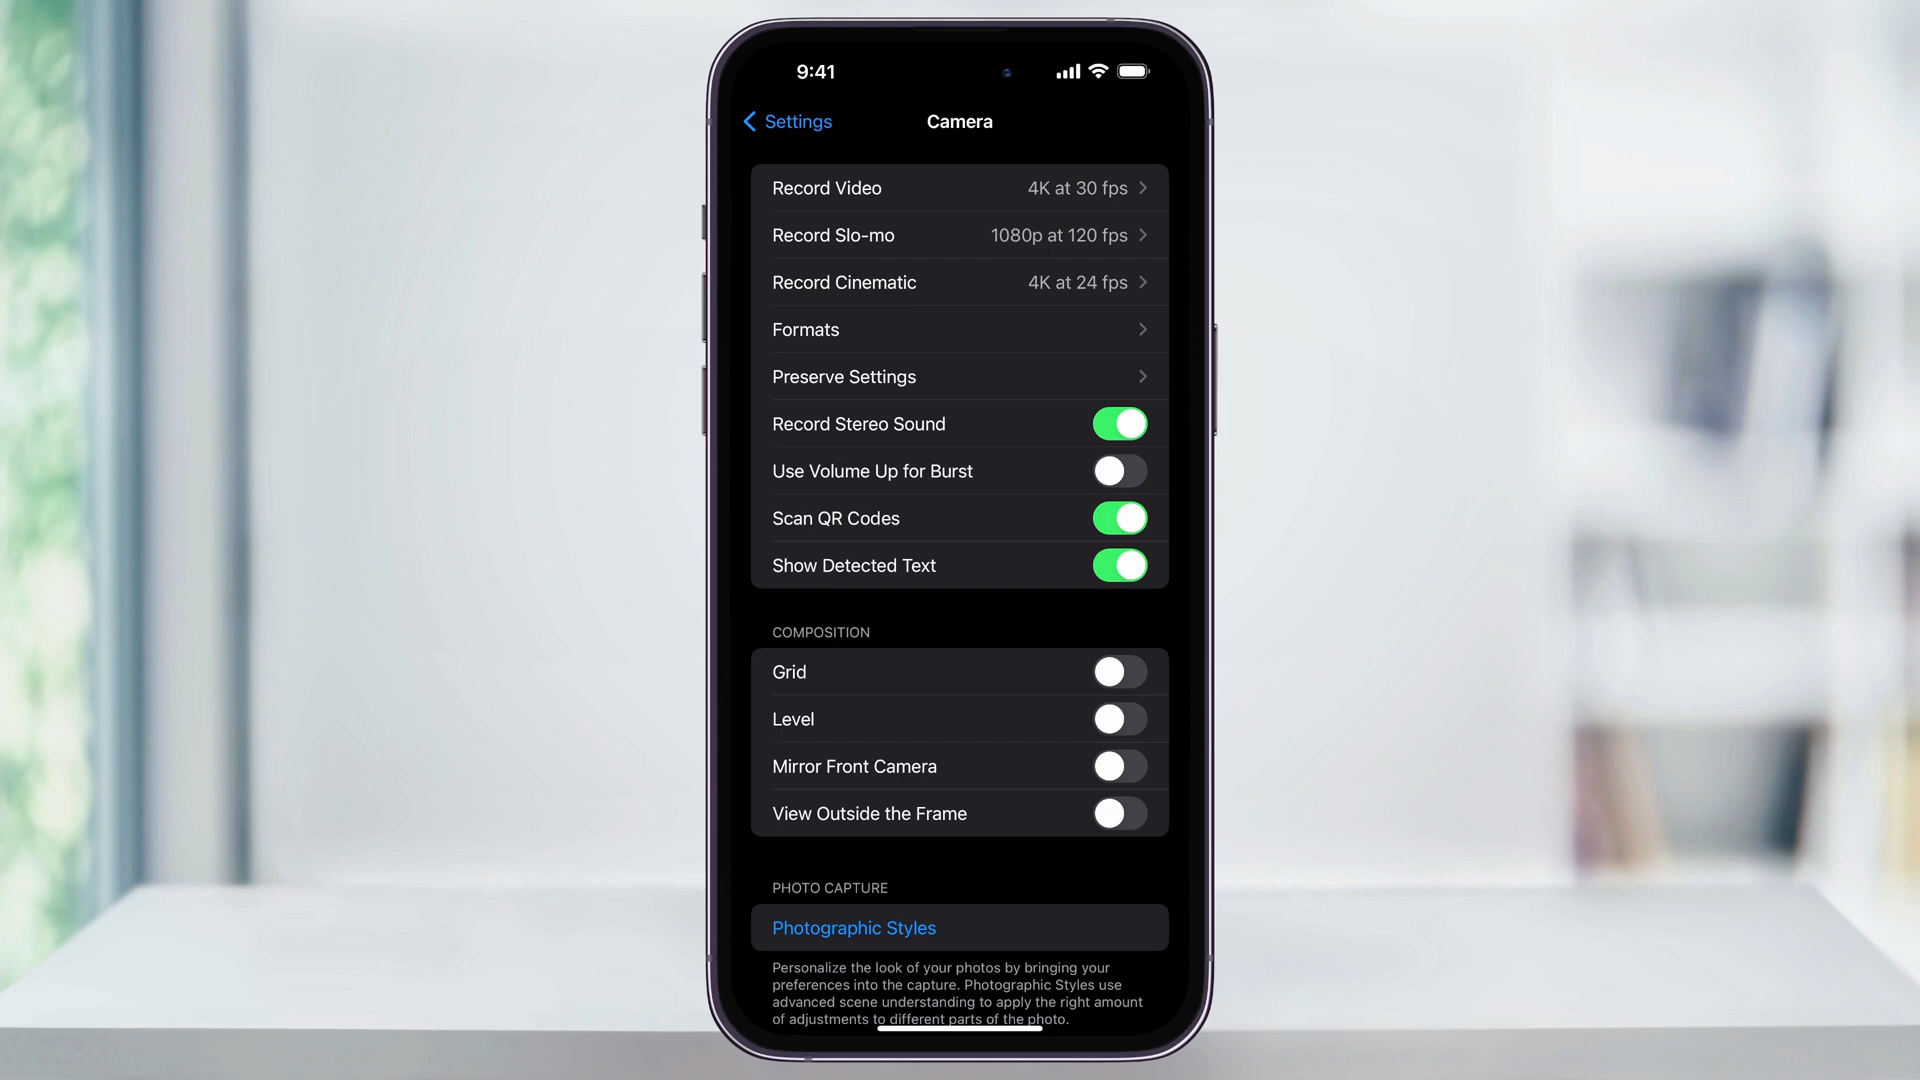 9:41
Settings
Camera
Record Video 4K at 30 fps
Record Slo-mo 1080p at 120 fps
Record Cinematic 4K at 24 fps
Formats
Preserve Settings
Record Stereo Sound
Use Volume Up for Burst
Scan QR Codes
Show Detected Text
COMPOSITION
Grid
Level
Mirror Front Camera
View Outside the Frame
PHOTO CAPTURE
Photographic Styles
Personalize the look of your photos by bringing your
preferences into the capture. Photographic Styles use
advanced scene understanding to apply the right amount
of adjustments to different parts of the photo.